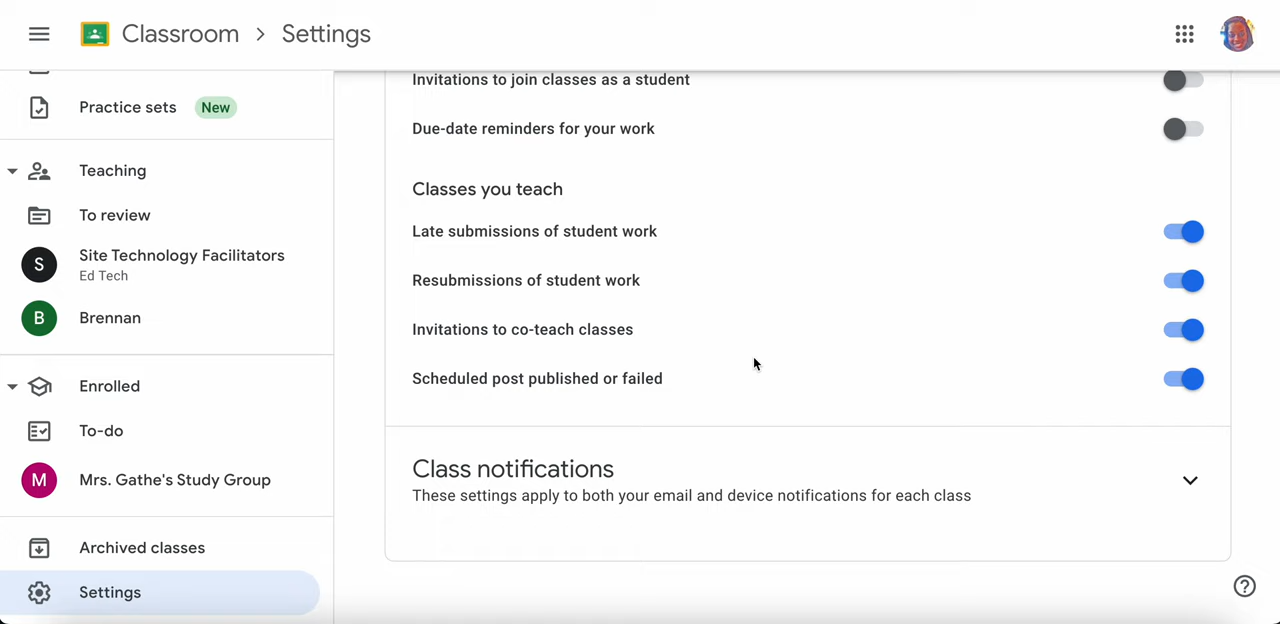 Classroom > Settings
Practice sets New
Teaching
To review
S Site Technology Facilitators
Ed Tech
B Brennan
Enrolled
To-do
M Mrs. Gathe's Study Group
Archived classes
Settings
Invitations to join classes as a student
Due-date reminders for your work
Classes you teach
Late submissions of student work
Resubmissions of student work
Invitations to co-teach classes
Scheduled post published or failed
Class notifications
These settings apply to both your email and device notifications for each class